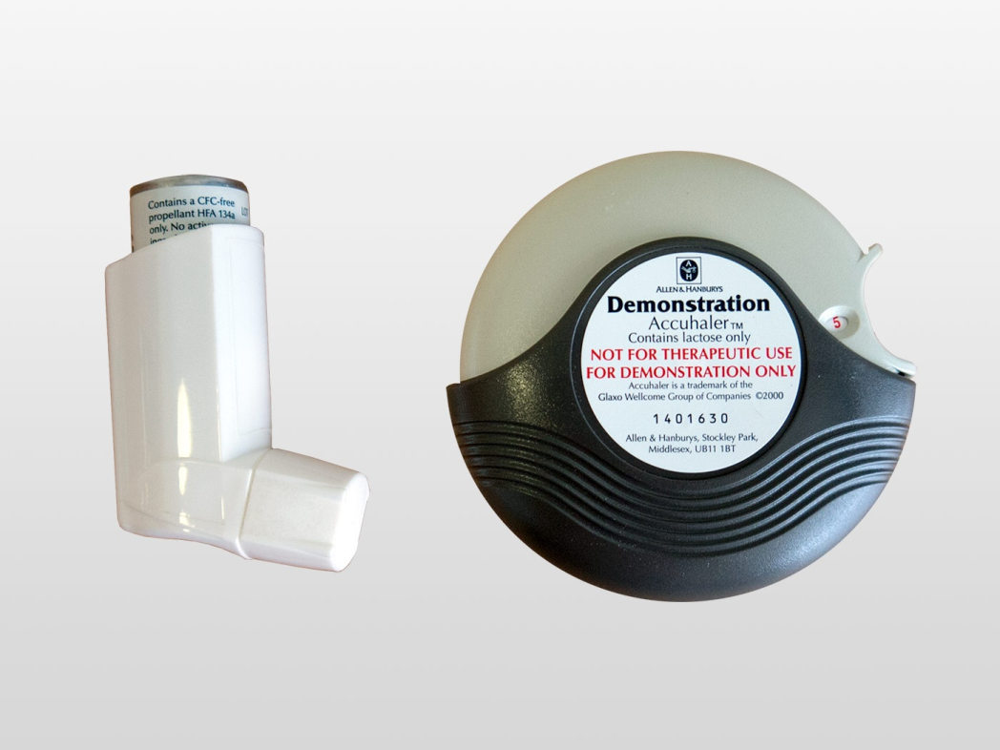 Contains a CFC-free
propellant HFA 134a
only. No
LOT
A
H
ALLEN & HANBURYS
Demonstration
Accuhaler™
Contains lactose only
NOT FOR THERAPEUTIC USE
FOR DEMONSTRATION ONLY
Accuhaler is a trademark of the
Glaxo Wellcome Group of Companies ©2000
1401630
Allen & Hanburys, Stockley Park,
Middlesex, UB11 1BT
5